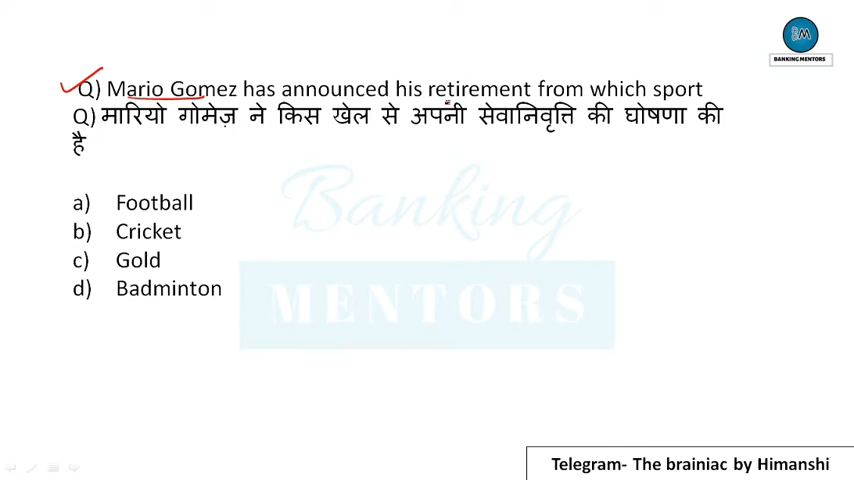 BANKING MENTORS
Q) Mario Gomez has announced his retirement from which sport
Q) मारियो गोमेज़ ने किस खेल से अपनी सेवानिवृत्ति की घोषणा की
है
a) Football
b) Cricket
c) Gold
d) Badminton
Banking
MENTORS
Telegram- The brainiac by Himanshi